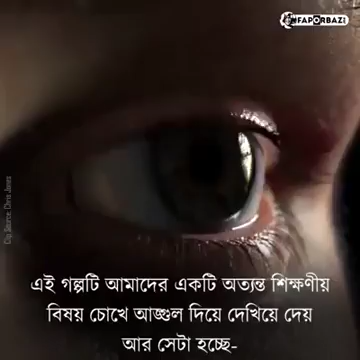 FAPORBAZI
Clip Source: Chris Jones
এই গল্পটি আমাদের একটি অত্যন্ত শিক্ষণীয়
বিষয় চোখে আঙ্গুল দিয়ে দেখিয়ে দেয়
আর সেটা হচ্ছে-